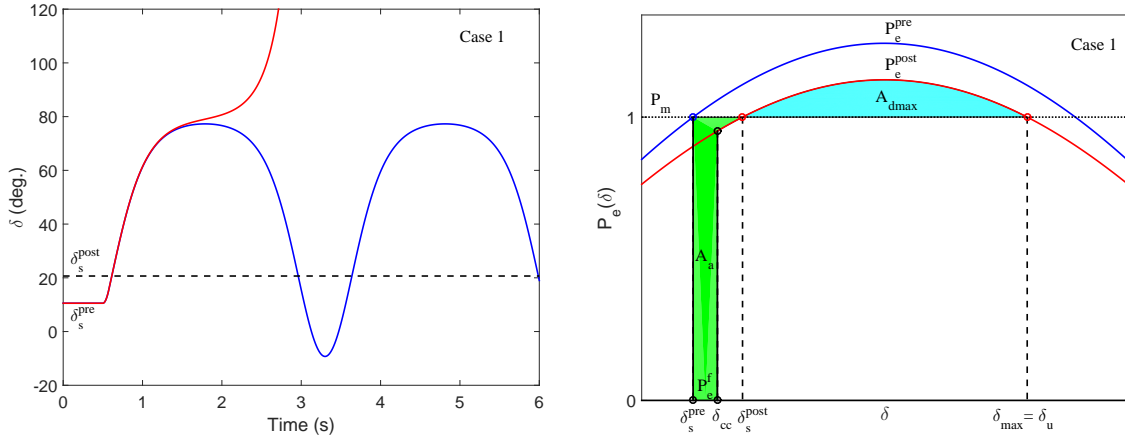 120
100
80
60
40
20
0
-20
δ (deg.)
Case 1
δ_s^post
δ_s^pre
0 1 2 3 4 5 6
Time (s)
Case 1
P_e^pre
P_e^post
P_m
A_dmax
1
P_e(δ)
A_a
P_e^f
0
δ_s^pre δ_cc δ_s^post δ δ_max = δ_u